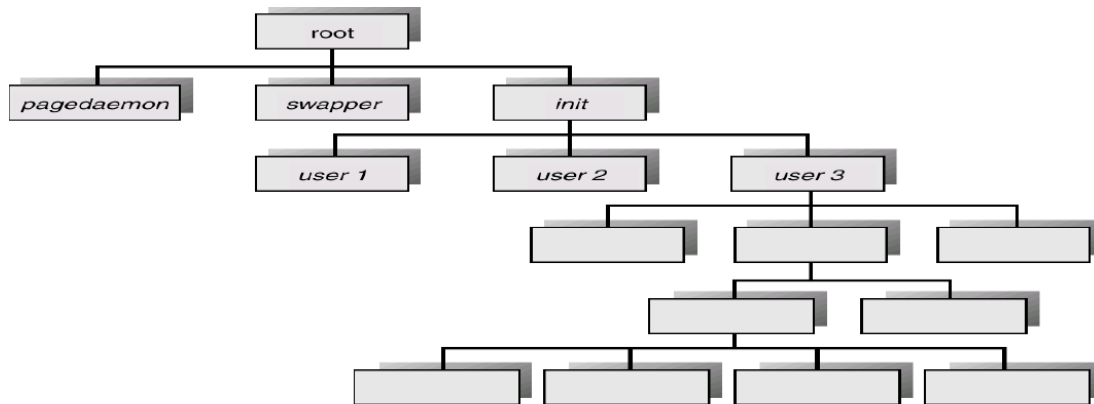 root
pagedaemon
swapper
init
user 1
user 2
user 3